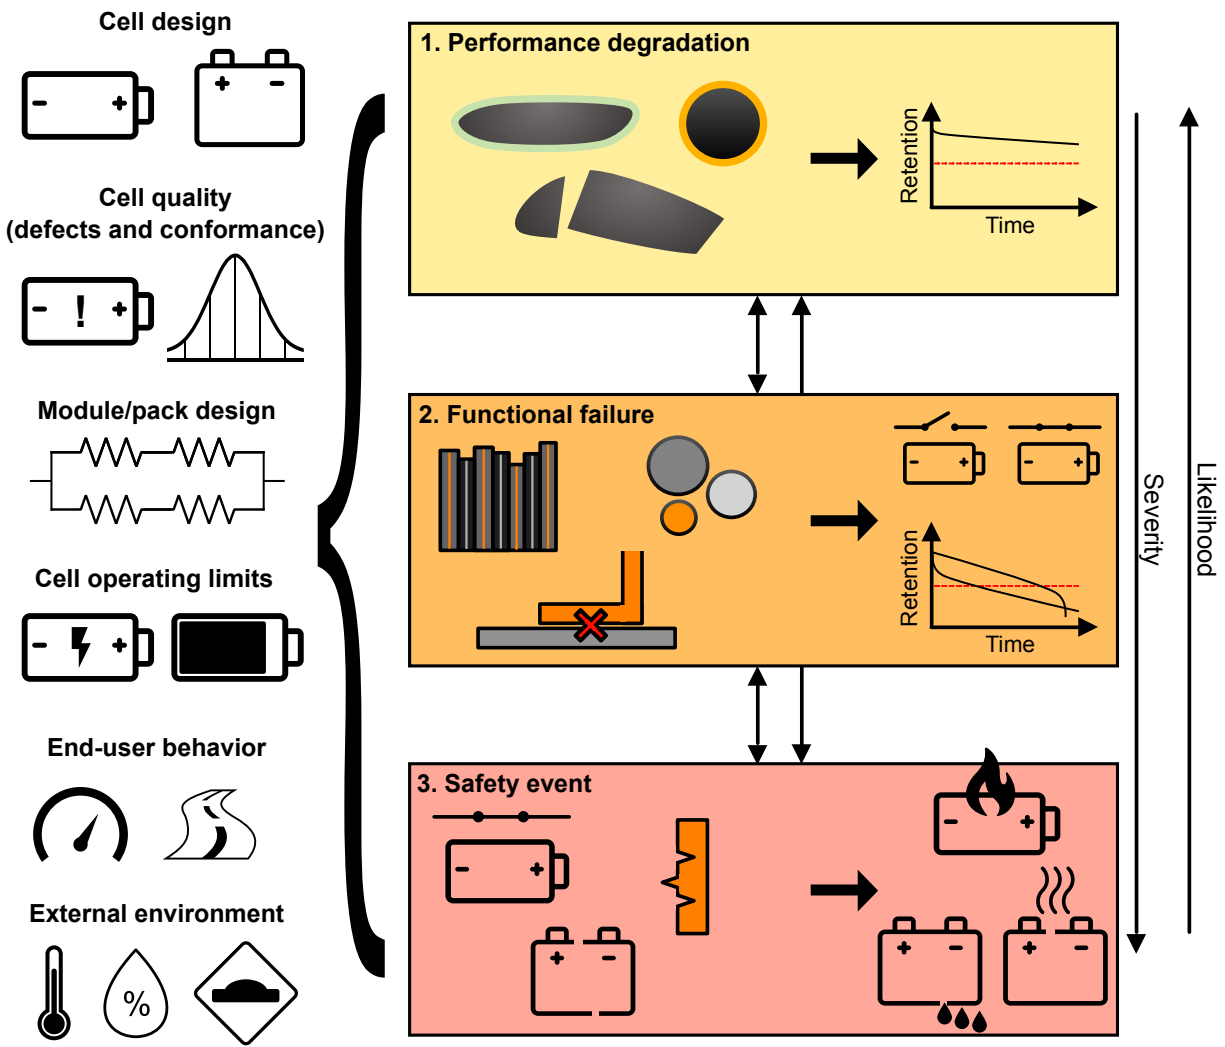 Cell design
- +
+ -
Cell quality
(defects and conformance)
- ! +
Module/pack design
Cell operating limits
- +
End-user behavior
External environment
%
1. Performance degradation
Retention
Time
2. Functional failure
- +
- +
Retention
Time
3. Safety event
- +
+ -
- +
+ -
+ -
Severity
Likelihood